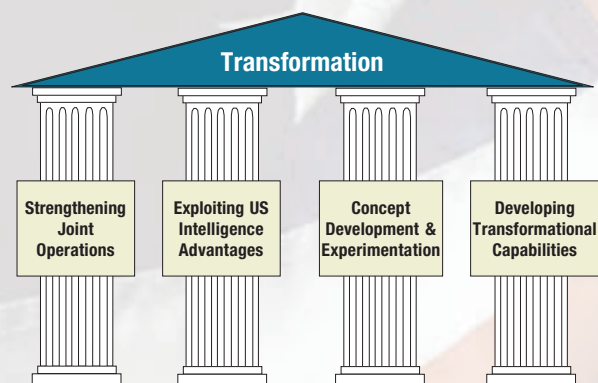 Transformation
Strengthening
Joint
Operations
Exploiting US
Intelligence
Advantages
Concept
Development &
Experimentation
Developing
Transformational
Capabilities